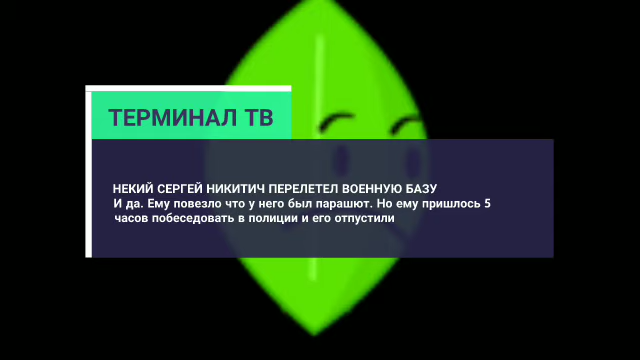 ТЕРМИНАЛ ТВ
НЕКИЙ СЕРГЕЙ НИКИТИЧ ПЕРЕЛЕТЕЛ ВОЕННУЮ БАЗУ
И да. Ему повезло что у него был парашют. Но ему пришлось 5
часов побеседовать в полиции и его отпустили